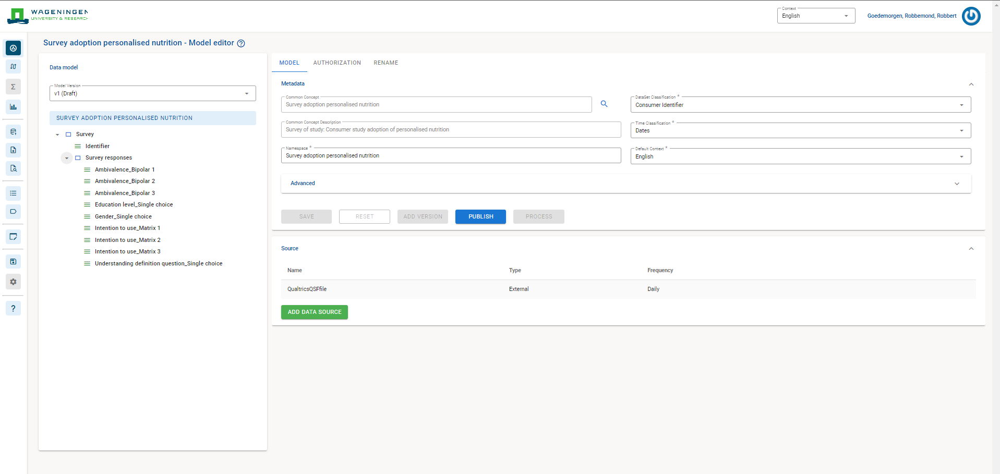 WAGENINGEN
UNIVERSITY & RESEARCH
Context
English
Goedemorgen, Robbemond, Robbert
Survey adoption personalised nutrition - Model editor ?
Data model
Model Version
v1 (Draft)
SURVEY ADOPTION PERSONALISED NUTRITION
Survey
Identifier
Survey responses
Ambivalence_Bipolar 1
Ambivalence_Bipolar 2
Ambivalence_Bipolar 3
Education level_Single choice
Gender_Single choice
Intention to use_Matrix 1
Intention to use_Matrix 2
Intention to use_Matrix 3
Understanding definition question_Single choice
MODEL AUTHORIZATION RENAME
Metadata
Common Concept
Survey adoption personalised nutrition
DataSet Classification *
Consumer Identifier
Common Concept Description
Survey of study: Consumer study adoption of personalised nutrition
Time Classification *
Dates
Namespace *
Survey adoption personalised nutrition
Default Context *
English
Advanced
SAVE RESET ADD VERSION PUBLISH PROCESS
Source
Name Type Frequency
QualtricsQSFfile External Daily
ADD DATA SOURCE
Σ
?